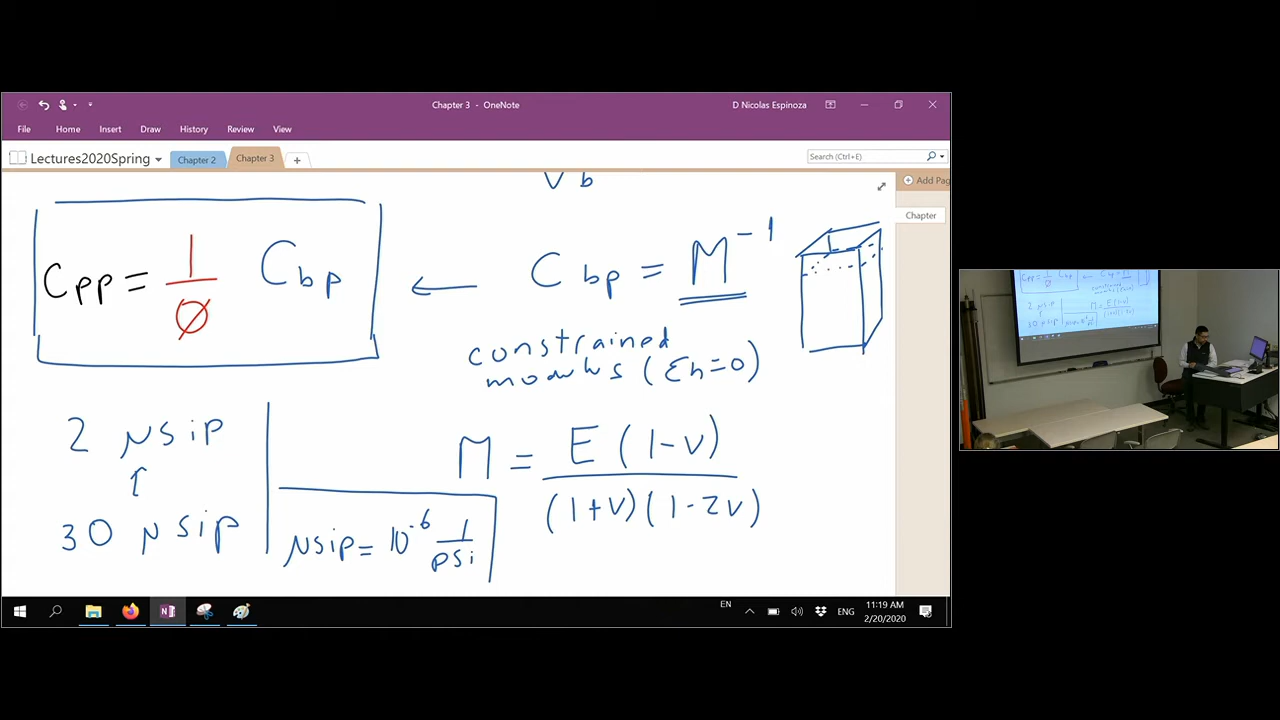 Chapter 3 - OneNote
D Nicolas Espinoza
File Home Insert Draw History Review View
Lectures2020Spring
Chapter 2
Chapter 3
Search (Ctrl+E)
Add Pag
Chapter
V b
Cpp = 1/∅ Cbp ← Cbp = M⁻¹
constrained
modulus (εh=0)
2 μsip
30 μsip
μsip = 10⁻⁶ 1/psi
M = E(1-ν)/(1+ν)(1-2ν)
EN
ENG
11:19 AM
2/20/2020